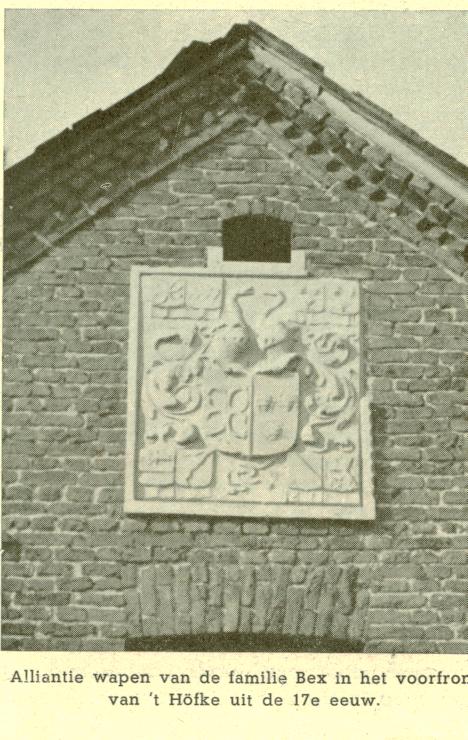 Alliantie wapen van de familie Bex in het voorfron
van 't Höfke uit de 17e eeuw.